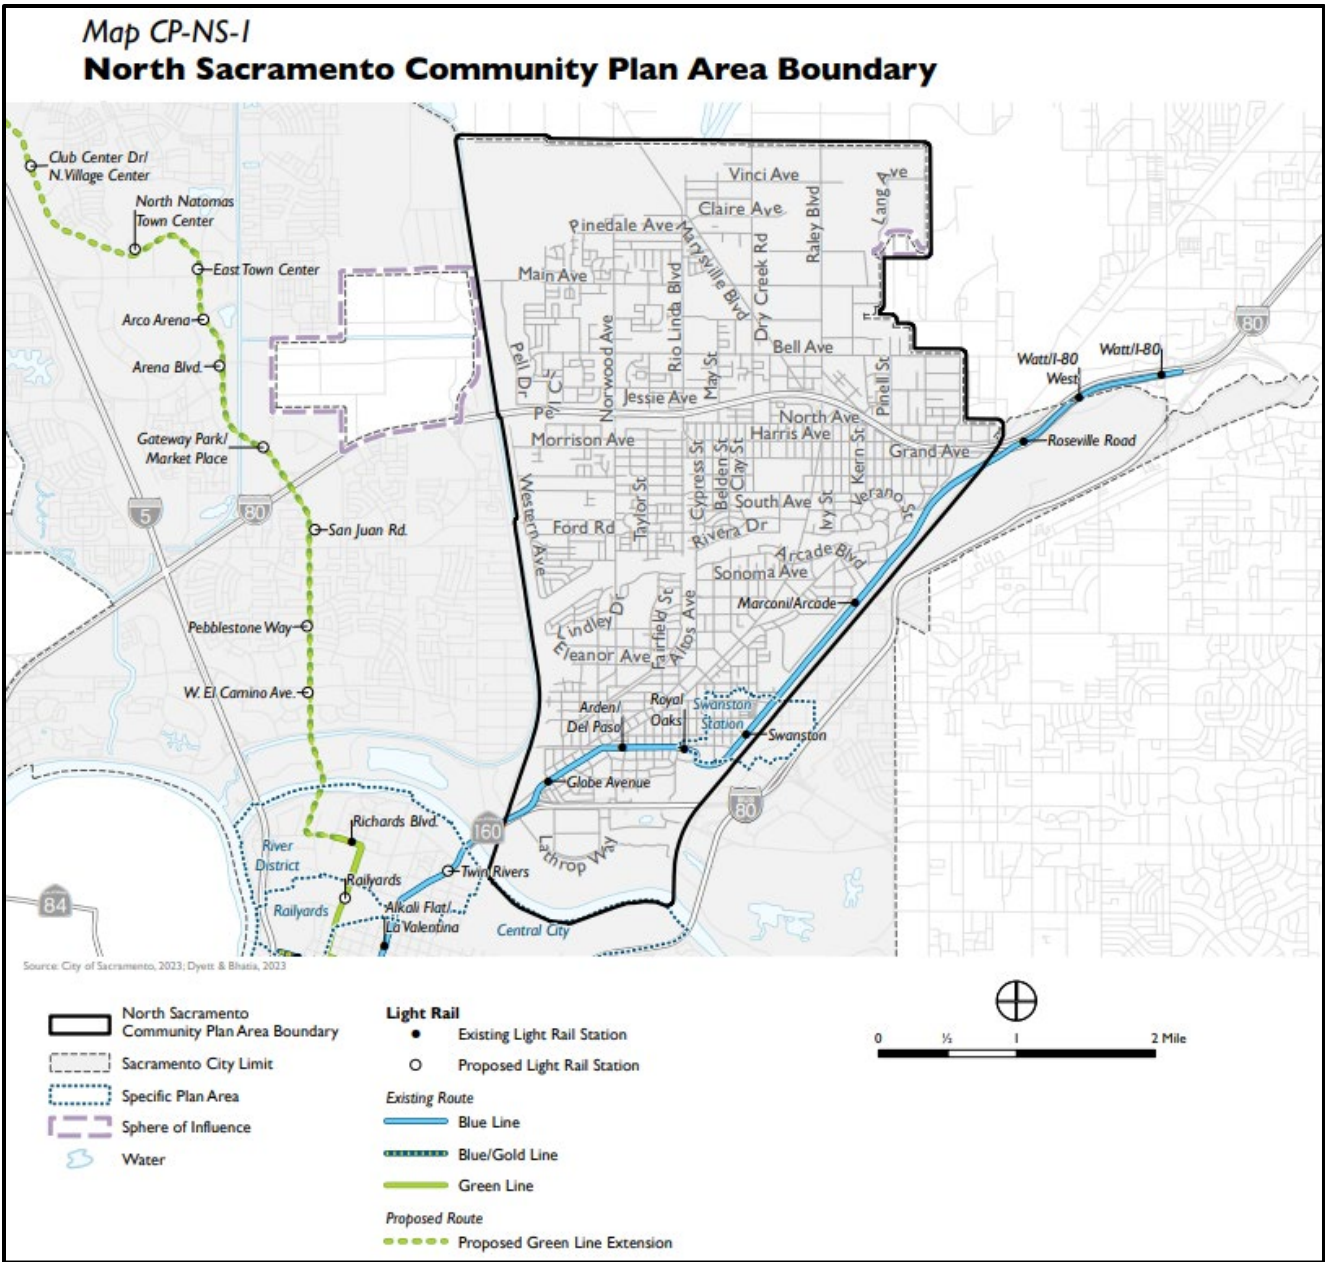 Map CP-NS-1
North Sacramento Community Plan Area Boundary
Club Center Dr/
N.Village Center
North Natomas
Town Center
East Town Center
Arco Arena
Arena Blvd.
Gateway Park/
Market Place
San Juan Rd.
Pebblestone Way
W. El Camino Ave.
Richards Blvd.
River
District
Railyards
Railyards
Alkali Flat/
La Valentina
Twin Rivers
Central City
5
80
84
160
Vinci Ave
Lang Ave
Claire Ave
Raley Blvd
Pinedale Ave
Marysville Blvd
Dry Creek Rd
Main Ave
Rio Linda Blvd
Norwood Ave
Pell Dr
Bell Ave
May St
Pinell St
Jessie Ave
North Ave
Morrison Ave
Harris Ave
Kern St
Grand Ave
Cypress St
Belden St
Clay St
Western Ave
Taylor St
South Ave
Ivy St
Verano St
Ford Rd
Rivera Dr
Arcade Blvd
Sonoma Ave
Marconi/Arcade
Lindley Dr
Fairfield St
Altos Ave
Eleanor Ave
Arden/
Del Paso
Royal
Oaks
Swanston
Station
Swanston
Globe Avenue
Lathrop Way
BUS
80
Watt/I-80
West
Watt/I-80
80
Roseville Road
Source: City of Sacramento, 2023; Dyett & Bhatia, 2023
North Sacramento
Community Plan Area Boundary
Sacramento City Limit
Specific Plan Area
Sphere of Influence
Water
Light Rail
Existing Light Rail Station
Proposed Light Rail Station
Existing Route
Blue Line
Blue/Gold Line
Green Line
Proposed Route
Proposed Green Line Extension
0 ½ 1 2 Mile